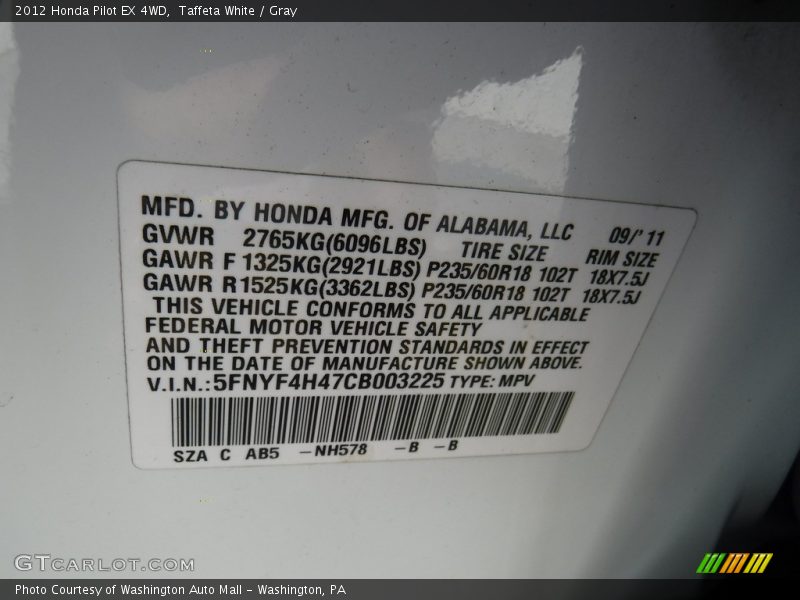 2012 Honda Pilot EX 4WD,  Taffeta White / Gray
MFD. BY HONDA MFG. OF ALABAMA, LLC 09/' 11
GVWR 2765KG(6096LBS) TIRE SIZE RIM SIZE
GAWR F 1325KG(2921LBS) P235/60R18 102T 18X7.5J
GAWR R 1525KG(3362LBS) P235/60R18 102T 18X7.5J
THIS VEHICLE CONFORMS TO ALL APPLICABLE
FEDERAL MOTOR VEHICLE SAFETY
AND THEFT PREVENTION STANDARDS IN EFFECT
ON THE DATE OF MANUFACTURE SHOWN ABOVE.
V.I.N.:5FNYF4H47CB003225 TYPE: MPV
SZA C AB5 -NH578 -B -B
GTCARLOT.COM
Photo Courtesy of Washington Auto Mall - Washington, PA